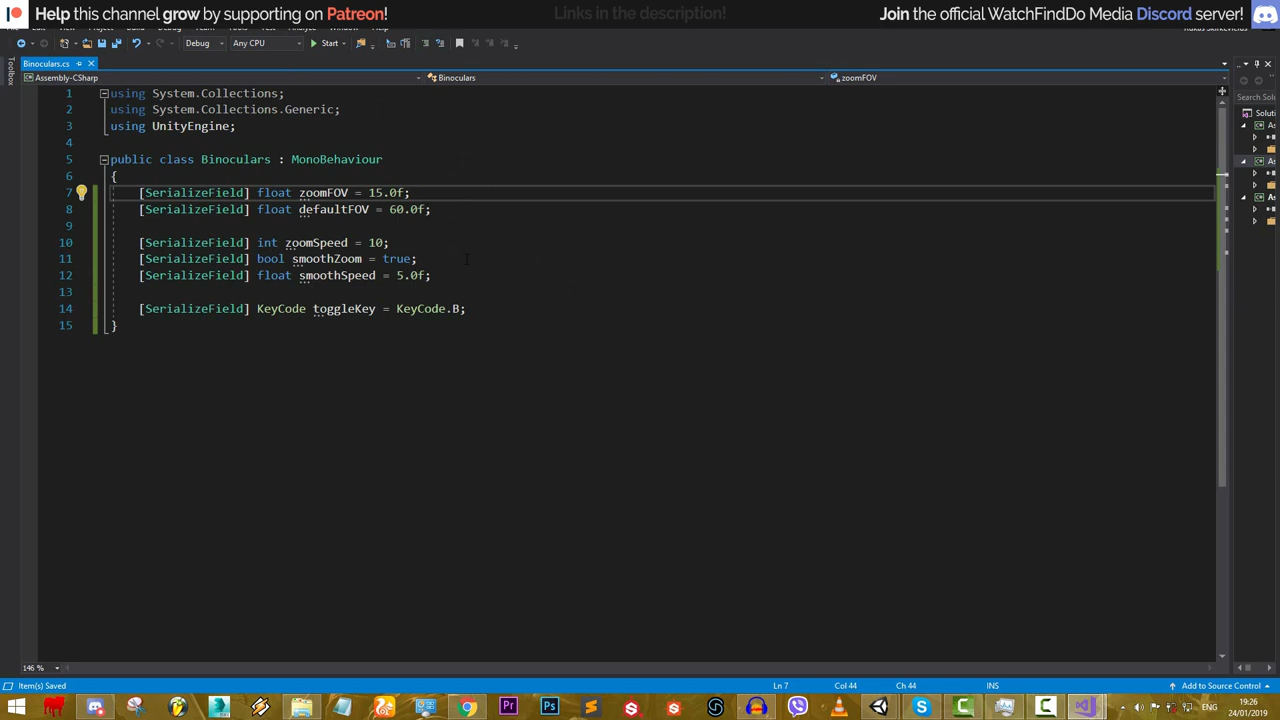 Help this channel grow by supporting on Patreon!
Links in the description!
Join the official WatchFindDo Media Discord server!
Debug
Any CPU
Start
Binoculars.cs
Toolbox
Assembly-CSharp
Binoculars
zoomFOV
Search Sol
Soluti
1 using System.Collections;
2 using System.Collections.Generic;
3 using UnityEngine;
4
5 public class Binoculars : MonoBehaviour
6 {
7 [SerializeField] float zoomFOV = 15.0f;
8 [SerializeField] float defaultFOV = 60.0f;
9
10 [SerializeField] int zoomSpeed = 10;
11 [SerializeField] bool smoothZoom = true;
12 [SerializeField] float smoothSpeed = 5.0f;
13
14 [SerializeField] KeyCode toggleKey = KeyCode.B;
15 }
146 %
Item(s) Saved
Ln 7
Col 44
Ch 44
INS
Add to Source Control
ENG
19:26
24/01/2019